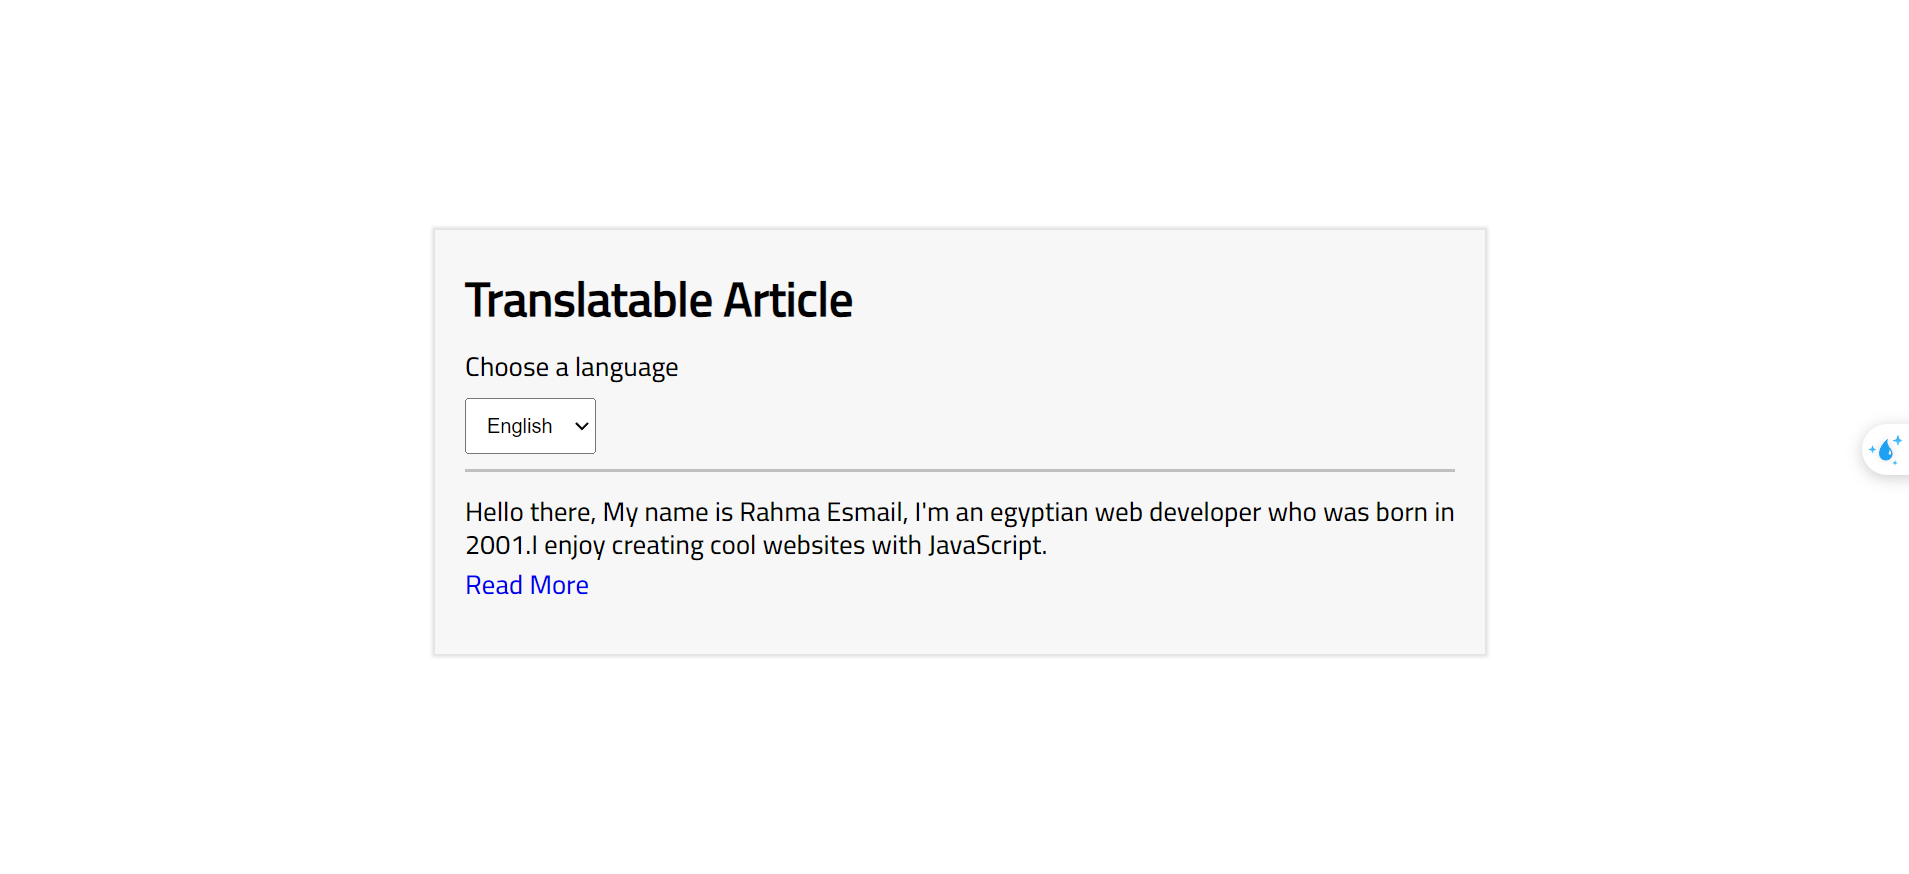 Translatable Article
Choose a language
English
Hello there, My name is Rahma Esmail, I'm an egyptian web developer who was born in
2001.I enjoy creating cool websites with JavaScript.
Read More